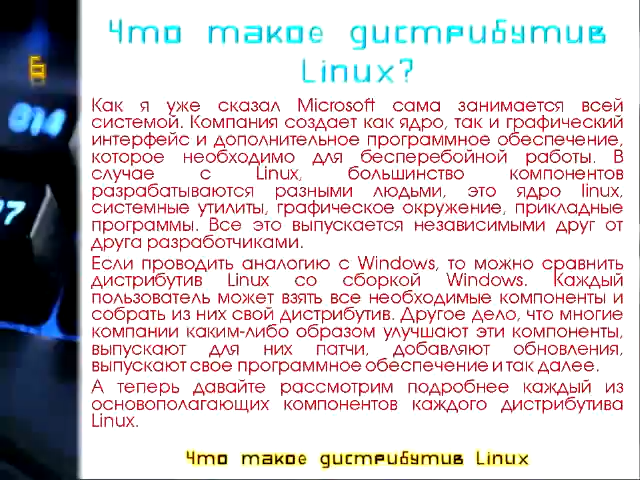 Что такое дистрибутив
Linux?
6
Как я уже сказал Microsoft сама занимается всей
системой. Компания создает как ядро, так и графический
интерфейс и дополнительное программное обеспечение,
которое необходимо для бесперебойной работы. В
случае с Linux, большинство компонентов
разрабатываются разными людьми, это ядро linux,
системные утилиты, графическое окружение, прикладные
программы. Все это выпускается независимыми друг от
друга разработчиками.
Если проводить аналогию с Windows, то можно сравнить
дистрибутив Linux со сборкой Windows. Каждый
пользователь может взять все необходимые компоненты и
собрать из них свой дистрибутив. Другое дело, что многие
компании каким-либо образом улучшают эти компоненты,
выпускают для них патчи, добавляют обновления,
выпускают свое программное обеспечение и так далее.
А теперь давайте рассмотрим подробнее каждый из
основополагающих компонентов каждого дистрибутива
Linux.
Что такое дистрибутив Linux